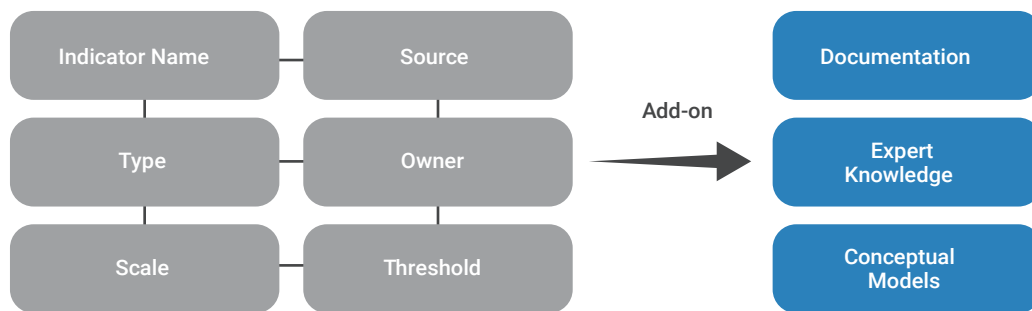 Indicator Name
Source
Documentation
Add-on
Type
Owner
Expert
Knowledge
Scale
Threshold
Conceptual
Models